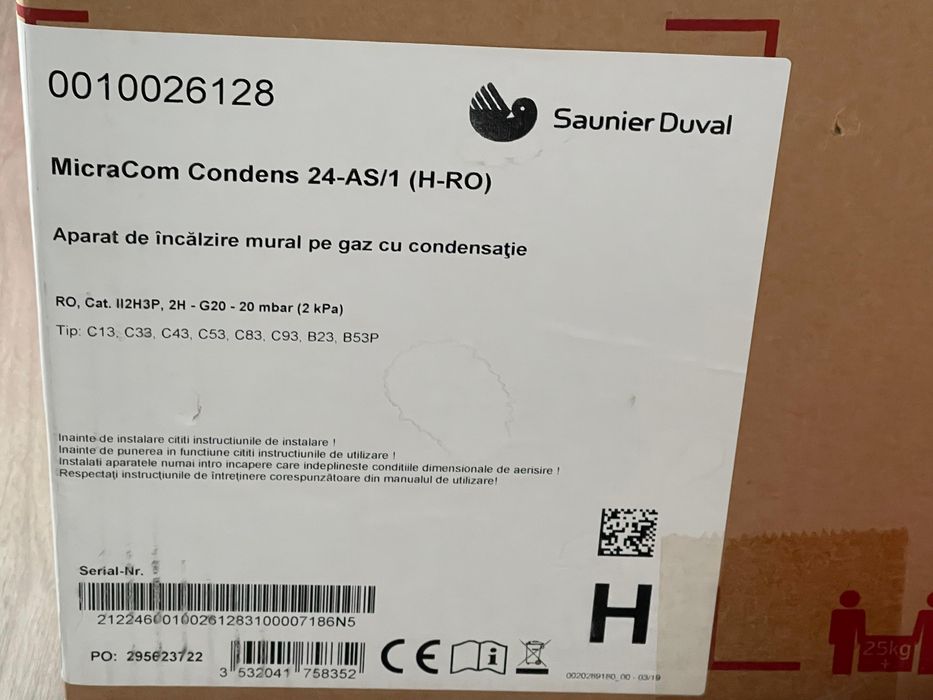 0010026128
Saunier Duval
MicraCom Condens 24-AS/1 (H-RO)
Aparat de încălzire mural pe gaz cu condensaţie
RO, Cat. II2H3P, 2H - G20 - 20 mbar (2 kPa)
Tip: C13, C33, C43, C53, C83, C93, B23, B53P
Inainte de instalare cititi instructiunile de instalare !
Inainte de punerea in functiune cititi instructiunile de utilizare !
Instalati aparatele numai intro incapere care indeplineste conditiile dimensionale de aerisire !
Respectaţi instrucţiunile de întreţinere corespunzătoare din manualul de utilizare!
Serial-Nr.
21224600100261283100007186N5
H
PO: 295623722
3 532041 758352
CE
i
0020289180_00 - 03/19
25kg
+